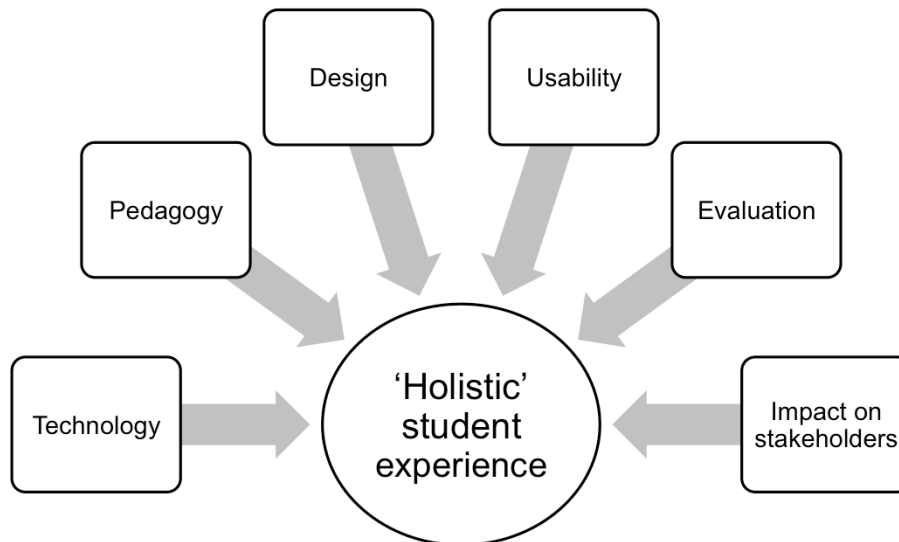 Design
Usability
Pedagogy
Evaluation
Technology
‘Holistic’
student
experience
Impact on
stakeholders